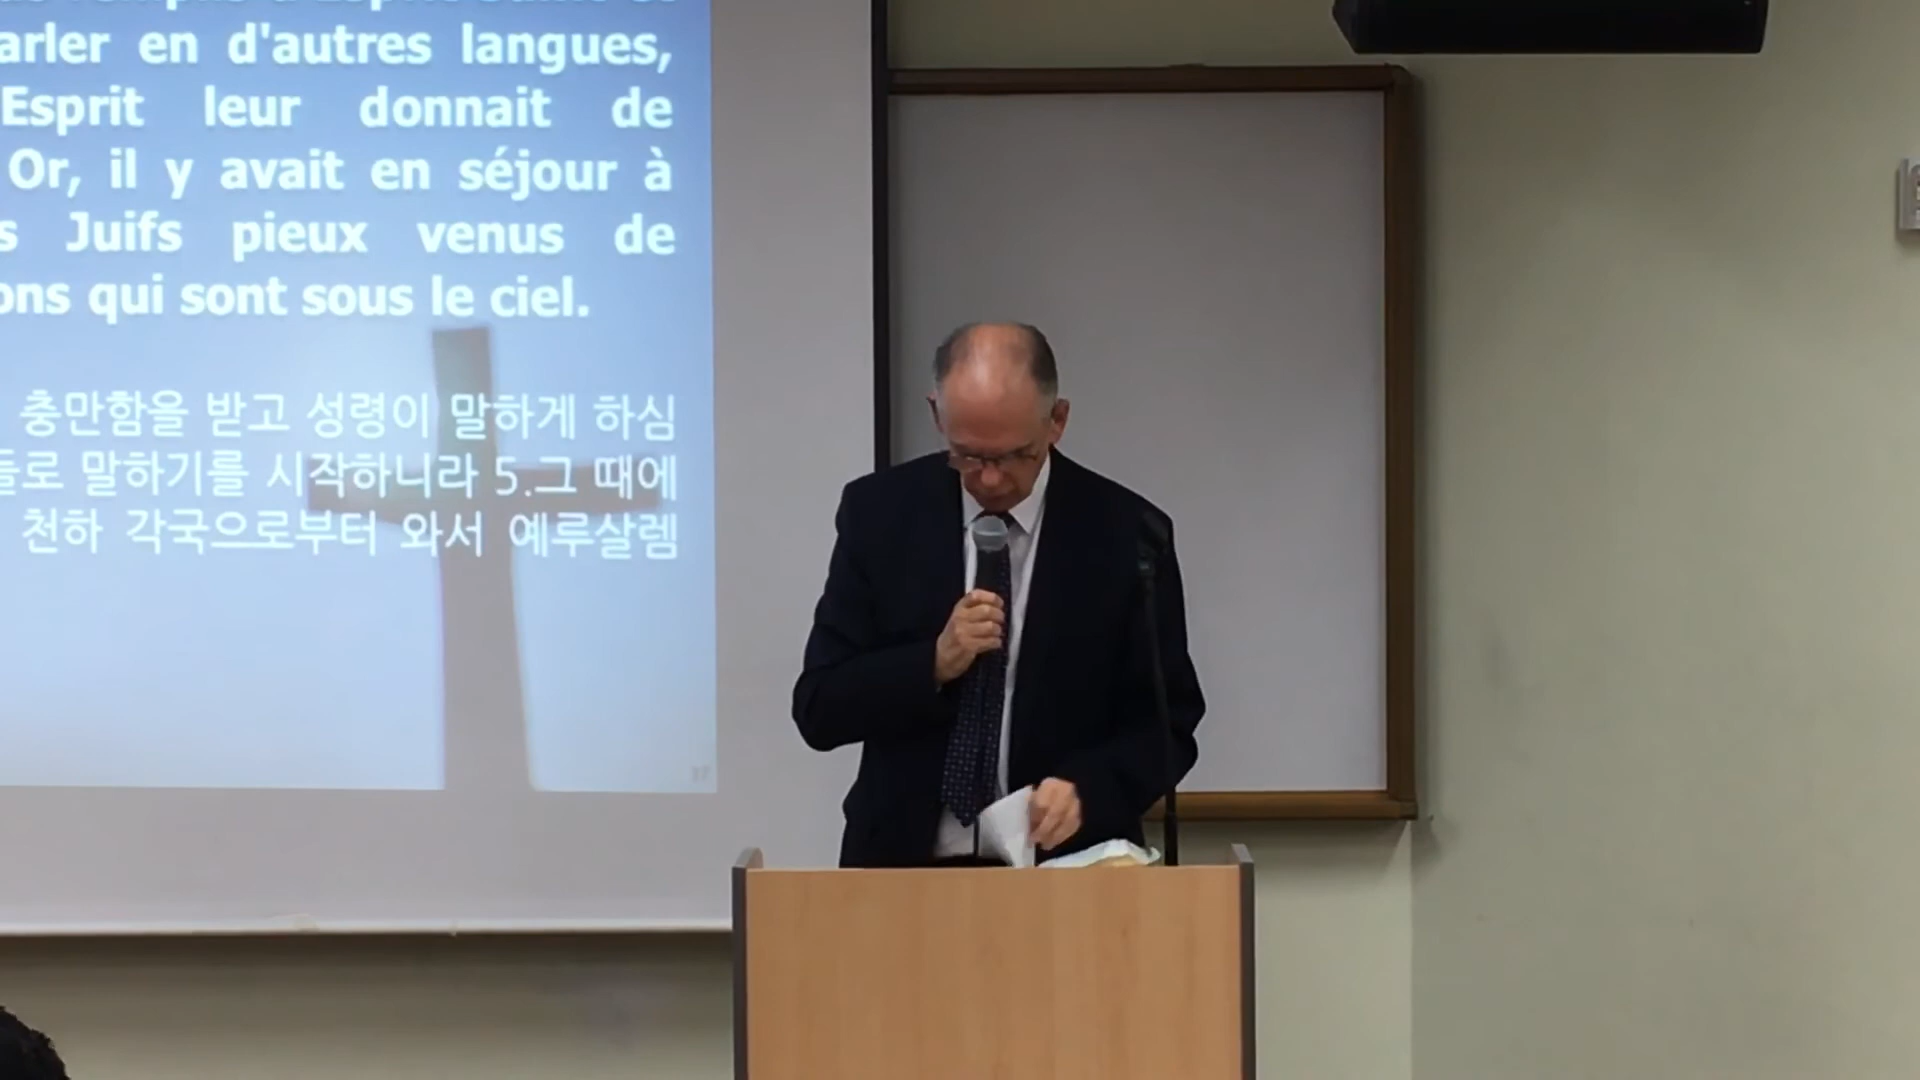 arler en d'autres langues,
Esprit leur donnait de
Or, il y avait en séjour à
s Juifs pieux venus de
ons qui sont sous le ciel.
충만함을 받고 성령이 말하게 하심
들로 말하기를 시작하니라 5.그 때에
천하 각국으로부터 와서 예루살렘